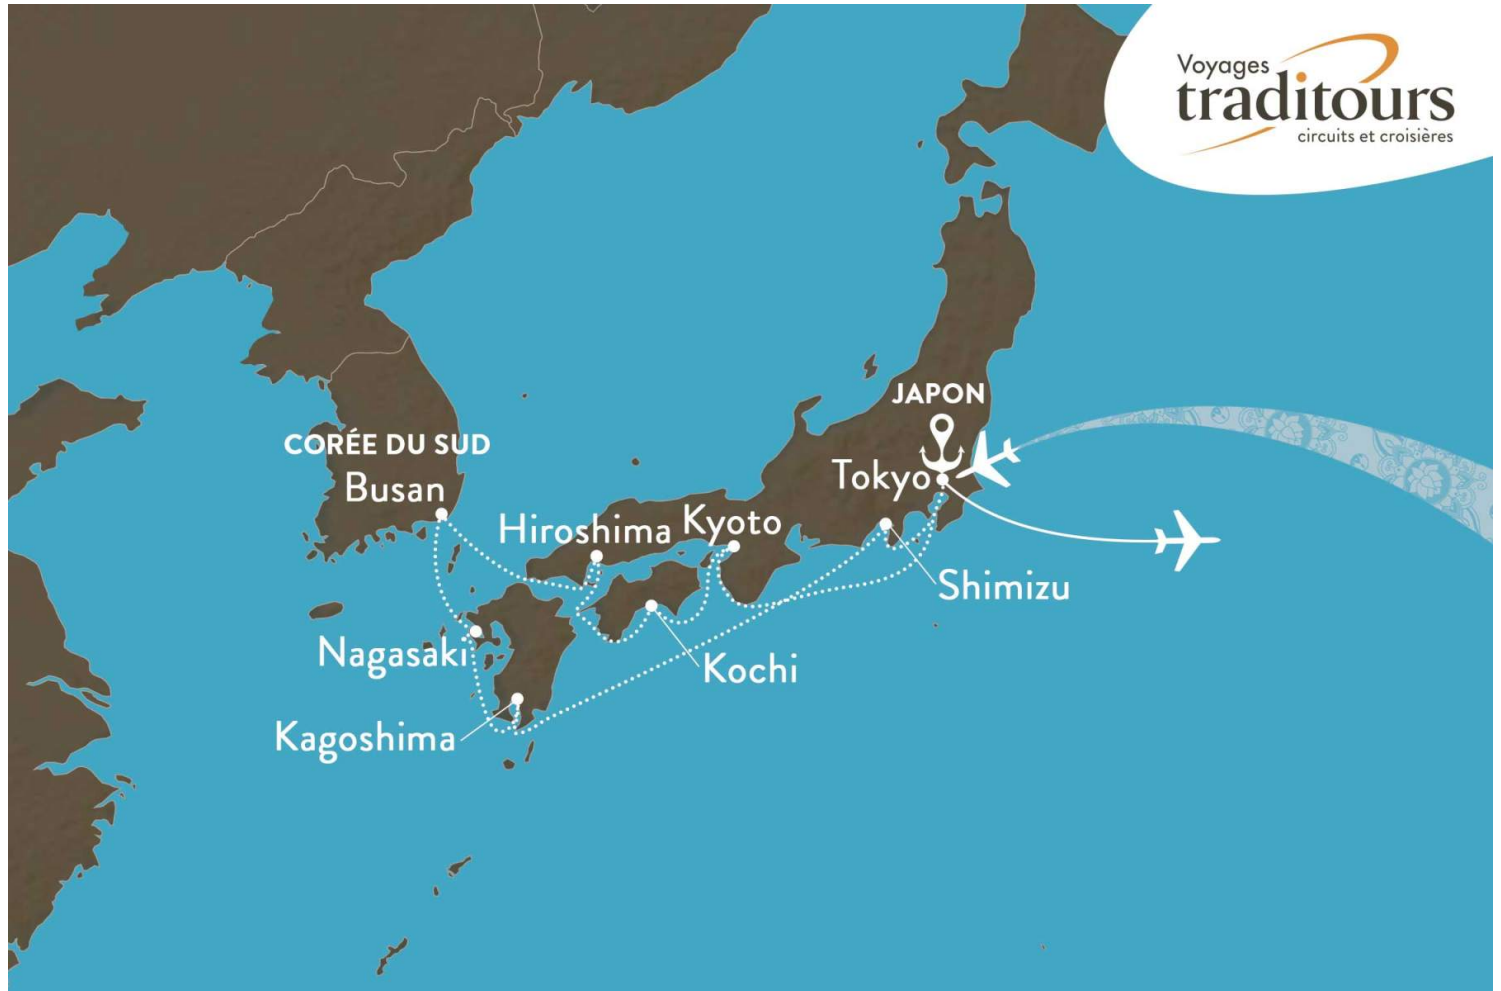 Voyages
traditours
circuits et croisières
JAPON
Tokyo
CORÉE DU SUD
Busan
Hiroshima
Kyoto
Shimizu
Nagasaki
Kochi
Kagoshima